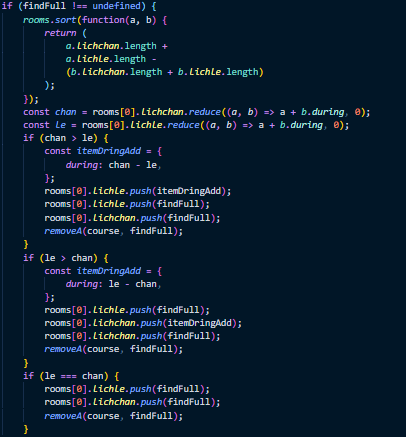 if (findFull !== undefined) {
rooms.sort(function(a, b) {
return (
a.lichchan.length +
a.lichle.length -
(b.lichchan.length + b.lichle.length)
);
});
const chan = rooms[0].lichchan.reduce((a, b) => a + b.during, 0);
const le = rooms[0].lichle.reduce((a, b) => a + b.during, 0);
if (chan > le) {
const itemDringAdd = {
during: chan - le,
};
rooms[0].lichle.push(itemDringAdd);
rooms[0].lichle.push(findFull);
rooms[0].lichchan.push(findFull);
removeA(course, findFull);
}
if (le > chan) {
const itemDringAdd = {
during: le - chan,
};
rooms[0].lichle.push(findFull);
rooms[0].lichchan.push(itemDringAdd);
rooms[0].lichchan.push(findFull);
removeA(course, findFull);
}
if (le === chan) {
rooms[0].lichle.push(findFull);
rooms[0].lichchan.push(findFull);
removeA(course, findFull);
}